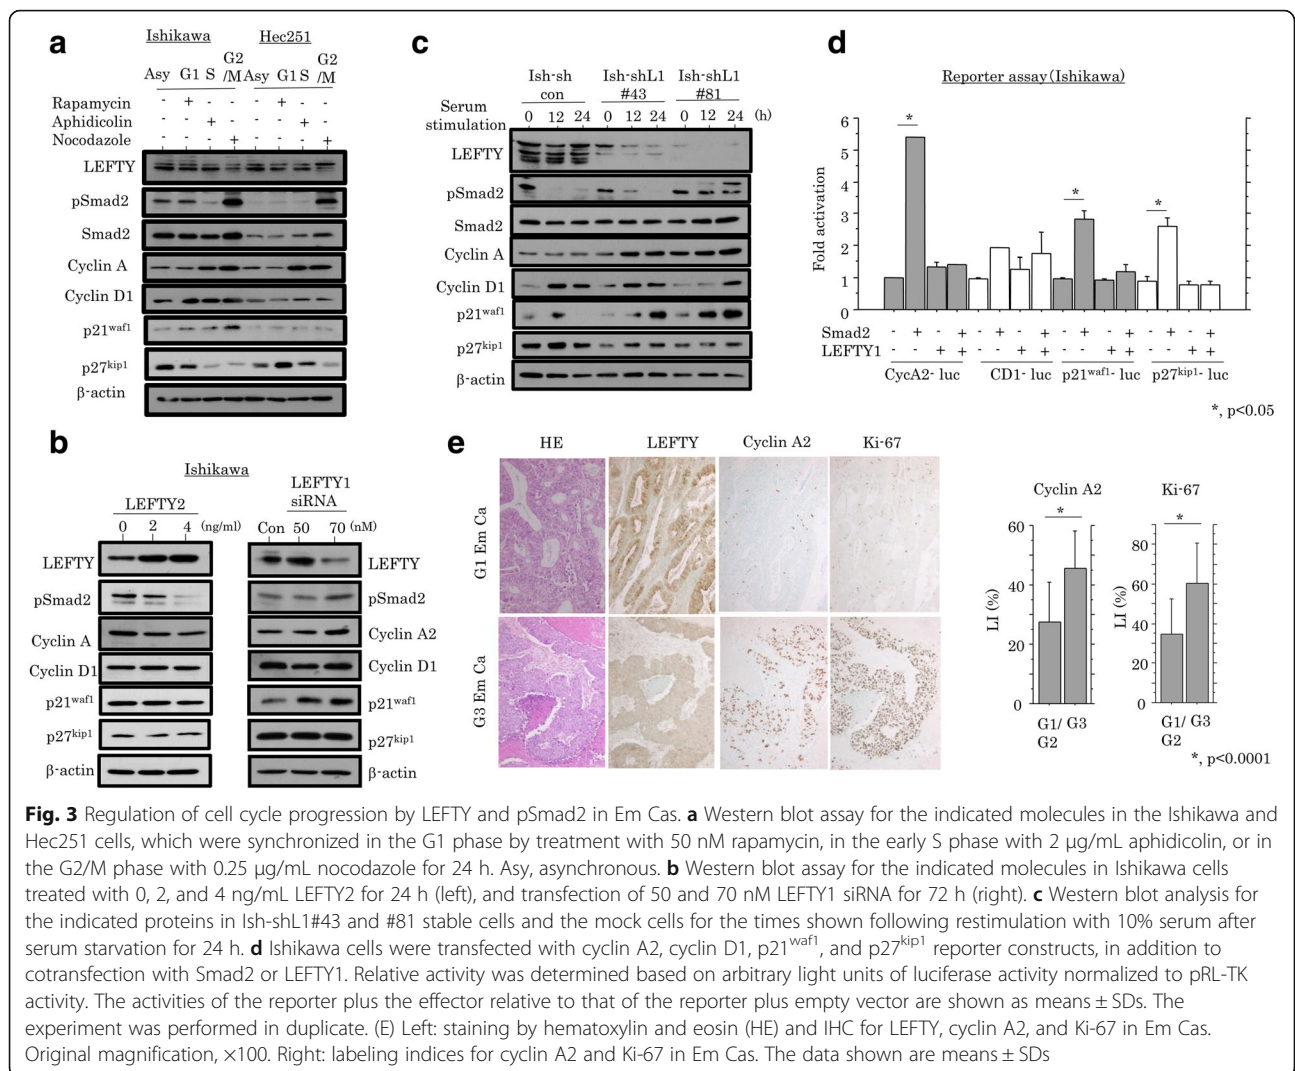 a
Ishikawa Hec251
Asy G1 S G2/M Asy G1 S G2/M
Rapamycin - + - - - + - -
Aphidicolin - - + - - - + -
Nocodazole - - - + - - - +
LEFTY
pSmad2
Smad2
Cyclin A
Cyclin D1
p21waf1
p27kip1
β-actin
b
Ishikawa
LEFTY2
0 2 4 (ng/ml)
LEFTY
pSmad2
Cyclin A
Cyclin D1
p21waf1
p27kip1
β-actin
LEFTY1
siRNA
Con 50 70 (nM)
LEFTY
pSmad2
Cyclin A2
Cyclin D1
p21waf1
p27kip1
β-actin
c
Ish-sh con Ish-shL1 #43 Ish-shL1 #81
Serum stimulation 0 12 24 0 12 24 0 12 24 (h)
LEFTY
pSmad2
Smad2
Cyclin A
Cyclin D1
p21waf1
p27kip1
β-actin
d
Reporter assay(Ishikawa)
Fold activation
6
5
4
3
2
1
0
* * *
Smad2 - + - + - + - + - + - + - + - +
LEFTY1 - - + + - - + + - - + + - - + +
CycA2- luc CD1- luc p21waf1- luc p27kip1- luc
*, p<0.05
e
HE LEFTY Cyclin A2 Ki-67
G1 Em Ca
G3 Em Ca
Cyclin A2
*
LI (%)
60
40
20
0
G1/ G3
G2
Ki-67
*
LI (%)
80
60
40
20
0
G1/ G3
G2
*, p<0.0001
Fig. 3 Regulation of cell cycle progression by LEFTY and pSmad2 in Em Cas. a Western blot assay for the indicated molecules in the Ishikawa and
Hec251 cells, which were synchronized in the G1 phase by treatment with 50 nM rapamycin, in the early S phase with 2 μg/mL aphidicolin, or in
the G2/M phase with 0.25 μg/mL nocodazole for 24 h. Asy, asynchronous. b Western blot assay for the indicated molecules in Ishikawa cells
treated with 0, 2, and 4 ng/mL LEFTY2 for 24 h (left), and transfection of 50 and 70 nM LEFTY1 siRNA for 72 h (right). c Western blot analysis for
the indicated proteins in Ish-shL1#43 and #81 stable cells and the mock cells for the times shown following restimulation with 10% serum after
serum starvation for 24 h. d Ishikawa cells were transfected with cyclin A2, cyclin D1, p21waf1, and p27kip1 reporter constructs, in addition to
cotransfection with Smad2 or LEFTY1. Relative activity was determined based on arbitrary light units of luciferase activity normalized to pRL-TK
activity. The activities of the reporter plus the effector relative to that of the reporter plus empty vector are shown as means ± SDs. The
experiment was performed in duplicate. (E) Left: staining by hematoxylin and eosin (HE) and IHC for LEFTY, cyclin A2, and Ki-67 in Em Cas.
Original magnification, ×100. Right: labeling indices for cyclin A2 and Ki-67 in Em Cas. The data shown are means ± SDs